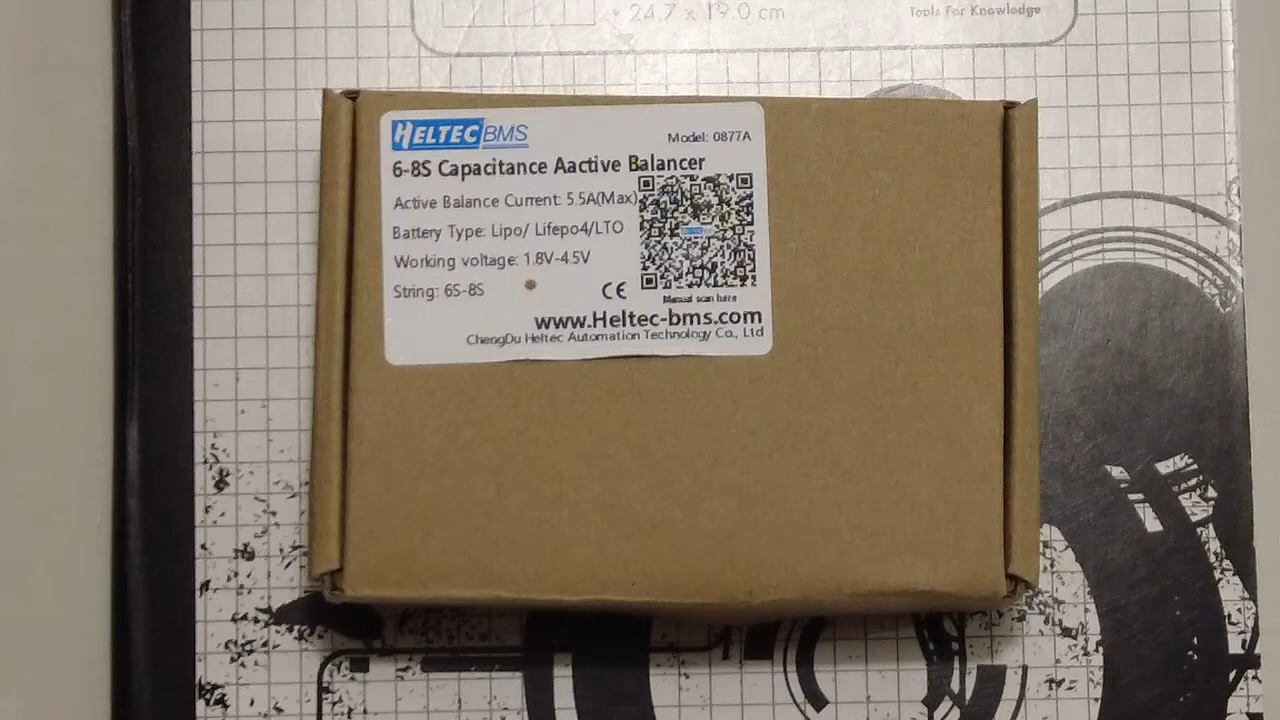 • 24.7 x 19.0 cm
Tools For Knowledge
HELTEC BMS
Model: 0877A
6-8S Capacitance Aactive Balancer
Active Balance Current: 5.5A(Max)
Battery Type: Lipo/ Lifepo4/LTO
Working voltage: 1.8V-4.5V
String: 6S-8S
CE
Manual scan here
www.Heltec-bms.com
ChengDu Heltec Automation Technology Co., Ltd